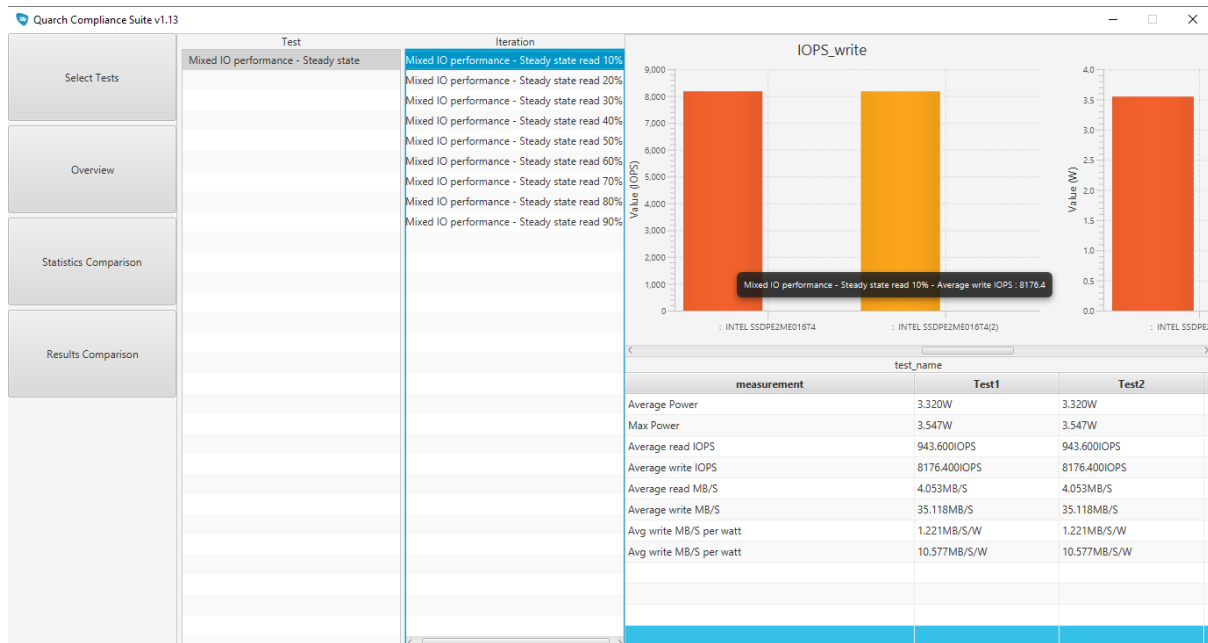 Quarch Compliance Suite v1.13
Select Tests
Overview
Statistics Comparison
Results Comparison
Test
Mixed IO performance - Steady state
Iteration
Mixed IO performance - Steady state read 10%
Mixed IO performance - Steady state read 20%
Mixed IO performance - Steady state read 30%
Mixed IO performance - Steady state read 40%
Mixed IO performance - Steady state read 50%
Mixed IO performance - Steady state read 60%
Mixed IO performance - Steady state read 70%
Mixed IO performance - Steady state read 80%
Mixed IO performance - Steady state read 90%
IOPS_write
Value (IOPS)
9,000
8,000
7,000
6,000
5,000
4,000
3,000
2,000
1,000
0
Mixed IO performance - Steady state read 10% - Average write IOPS : 8176.4
: INTEL SSDPE2ME016T4
: INTEL SSDPE2ME016T4(2)
Value (W)
4.0
3.5
3.0
2.5
2.0
1.5
1.0
0.5
0.0
: INTEL SSDPE
test_name
measurement Test1 Test2
Average Power 3.320W 3.320W
Max Power 3.547W 3.547W
Average read IOPS 943.600IOPS 943.600IOPS
Average write IOPS 8176.400IOPS 8176.400IOPS
Average read MB/S 4.053MB/S 4.053MB/S
Average write MB/S 35.118MB/S 35.118MB/S
Avg write MB/S per watt 1.221MB/S/W 1.221MB/S/W
Avg write MB/S per watt 10.577MB/S/W 10.577MB/S/W